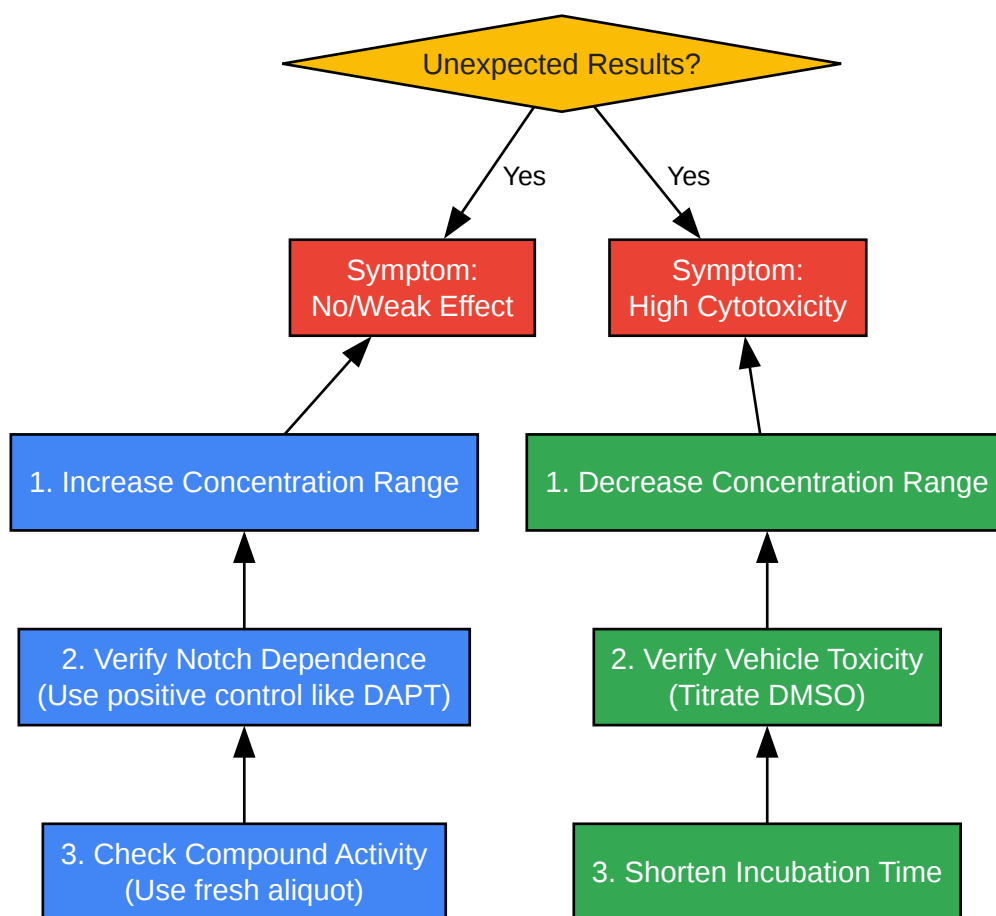 Unexpected Results?
Yes
Yes
Symptom:
No/Weak Effect
Symptom:
High Cytotoxicity
1. Increase Concentration Range
1. Decrease Concentration Range
2. Verify Notch Dependence
(Use positive control like DAPT)
2. Verify Vehicle Toxicity
(Titrate DMSO)
3. Check Compound Activity
(Use fresh aliquot)
3. Shorten Incubation Time